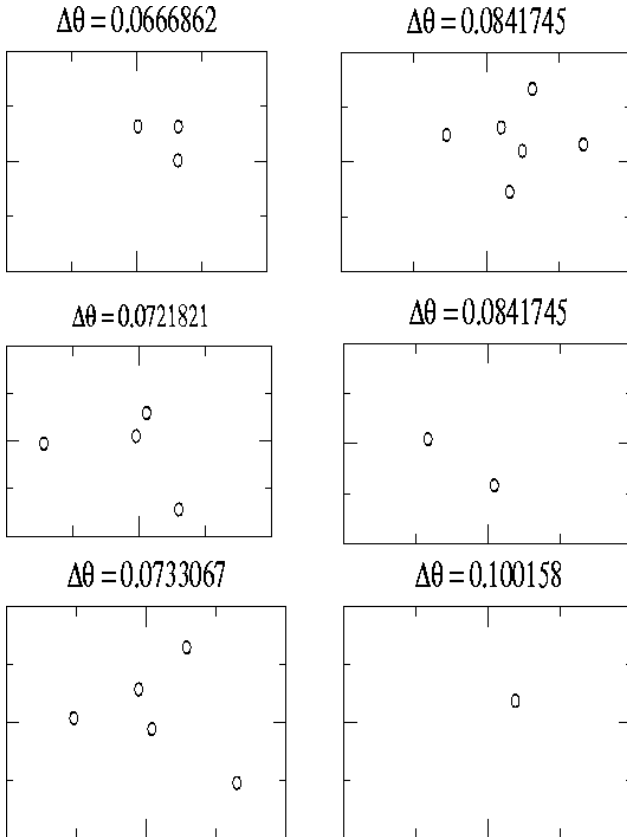 Δθ = 0.0666862
Δθ = 0.0841745
Δθ = 0.0721821
Δθ = 0.0841745
Δθ = 0.0733067
Δθ = 0.100158